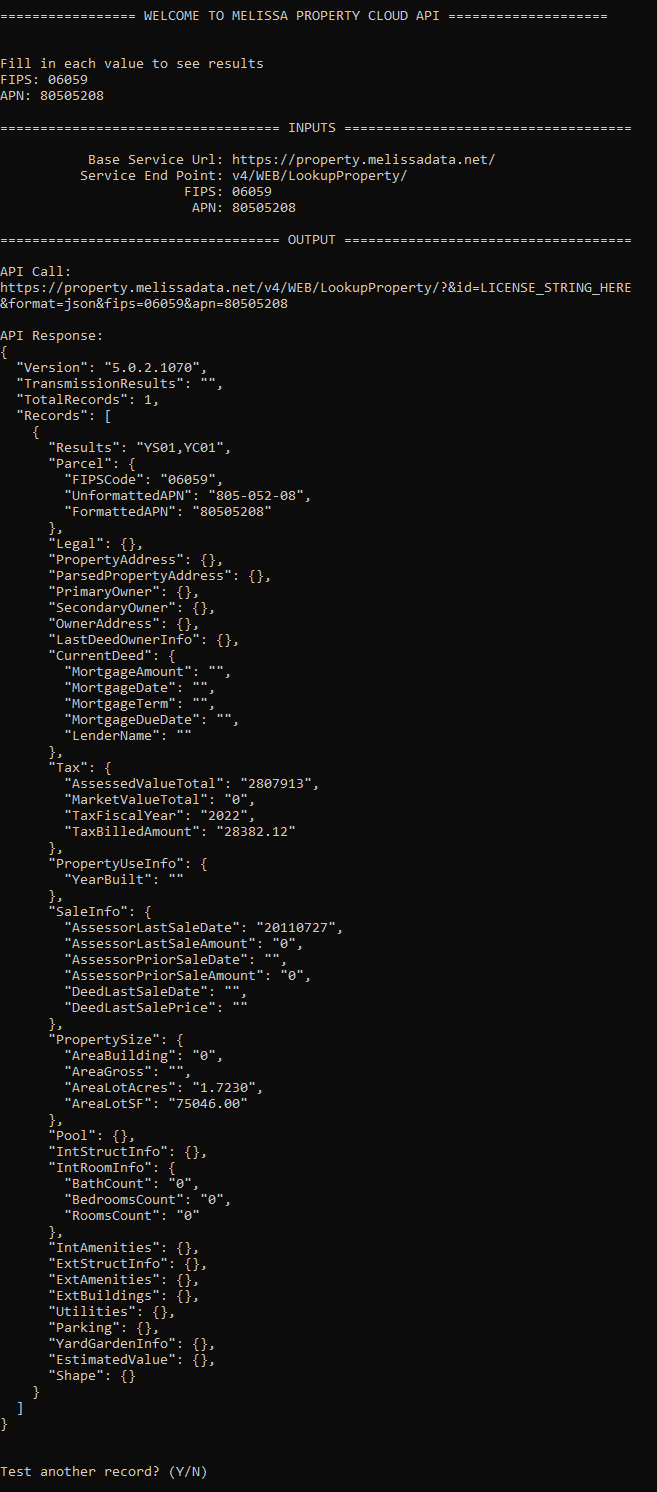 ================= WELCOME TO MELISSA PROPERTY CLOUD API ====================
Fill in each value to see results
FIPS: 06059
APN: 80505208
=================================== INPUTS ====================================
Base Service Url: https://property.melissadata.net/
Service End Point: v4/WEB/LookupProperty/
FIPS: 06059
APN: 80505208
=================================== OUTPUT ====================================
API Call:
https://property.melissadata.net/v4/WEB/LookupProperty/?&id=LICENSE_STRING_HERE
&format=json&fips=06059&apn=80505208
API Response:
{
  "Version": "5.0.2.1070",
  "TransmissionResults": "",
  "TotalRecords": 1,
  "Records": [
    {
      "Results": "YS01,YC01",
      "Parcel": {
        "FIPSCode": "06059",
        "UnformattedAPN": "805-052-08",
        "FormattedAPN": "80505208"
      },
      "Legal": {},
      "PropertyAddress": {},
      "ParsedPropertyAddress": {},
      "PrimaryOwner": {},
      "SecondaryOwner": {},
      "OwnerAddress": {},
      "LastDeedOwnerInfo": {},
      "CurrentDeed": {
        "MortgageAmount": "",
        "MortgageDate": "",
        "MortgageTerm": "",
        "MortgageDueDate": "",
        "LenderName": ""
      },
      "Tax": {
        "AssessedValueTotal": "2807913",
        "MarketValueTotal": "0",
        "TaxFiscalYear": "2022",
        "TaxBilledAmount": "28382.12"
      },
      "PropertyUseInfo": {
        "YearBuilt": ""
      },
      "SaleInfo": {
        "AssessorLastSaleDate": "20110727",
        "AssessorLastSaleAmount": "0",
        "AssessorPriorSaleDate": "",
        "AssessorPriorSaleAmount": "0",
        "DeedLastSaleDate": "",
        "DeedLastSalePrice": ""
      },
      "PropertySize": {
        "AreaBuilding": "0",
        "AreaGross": "",
        "AreaLotAcres": "1.7230",
        "AreaLotSF": "75046.00"
      },
      "Pool": {},
      "IntStructInfo": {},
      "IntRoomInfo": {
        "BathCount": "0",
        "BedroomsCount": "0",
        "RoomsCount": "0"
      },
      "IntAmenities": {},
      "ExtStructInfo": {},
      "ExtAmenities": {},
      "ExtBuildings": {},
      "Utilities": {},
      "Parking": {},
      "YardGardenInfo": {},
      "EstimatedValue": {},
      "Shape": {}
    }
  ]
}
Test another record? (Y/N)